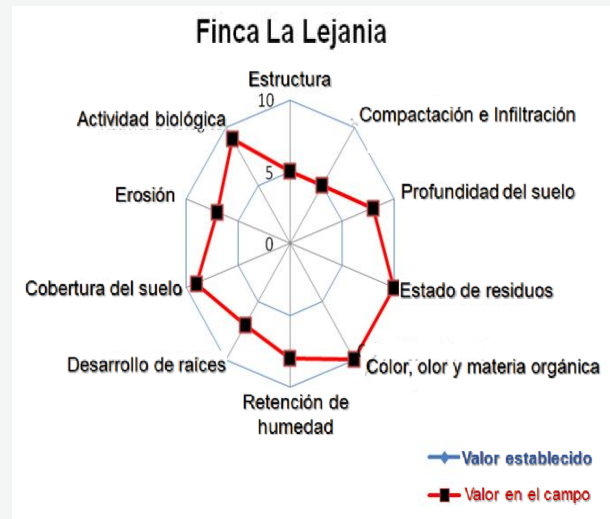 Finca La Lejania
Estructura
10
Actividad biológica
Compactación e Infiltración
5
Erosión
Profundidad del suelo
0
Cobertura del suelo
Estado de residuos
Desarrollo de raíces
Color, olor y materia orgánica
Retención de
humedad
Valor establecido
Valor en el campo